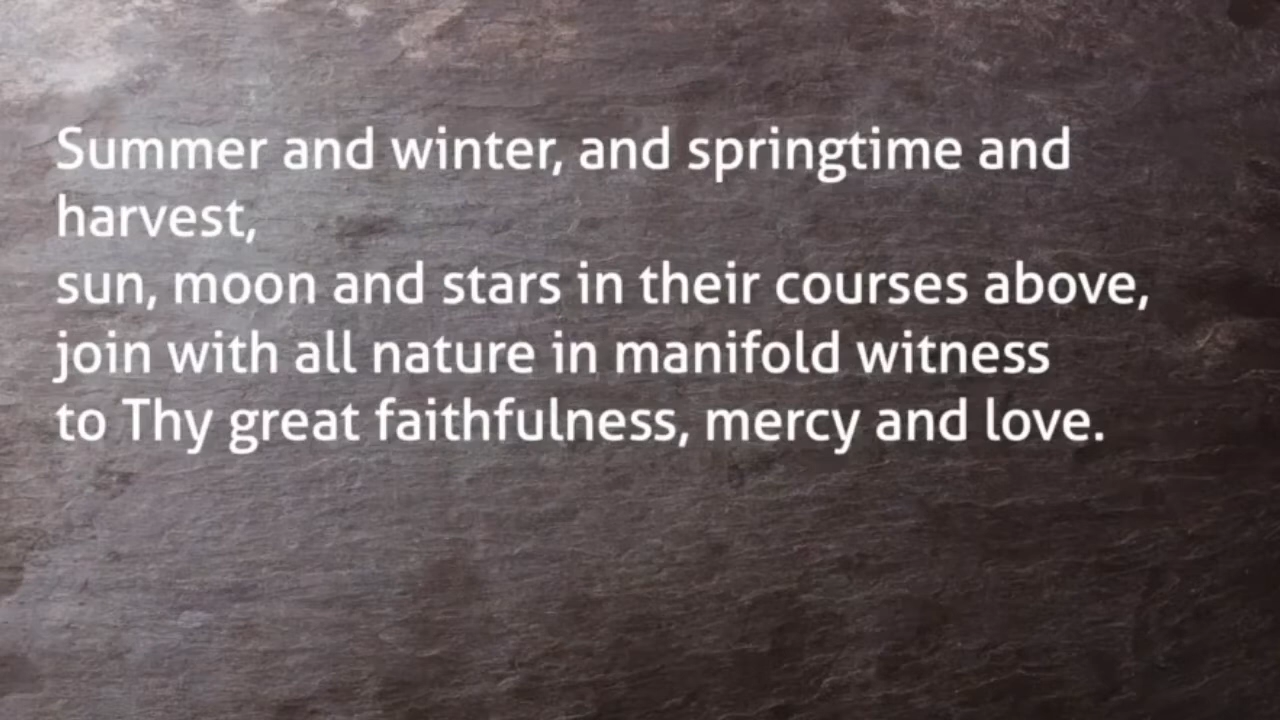 Summer and winter, and springtime and
harvest,
sun, moon and stars in their courses above,
join with all nature in manifold witness
to Thy great faithfulness, mercy and love.